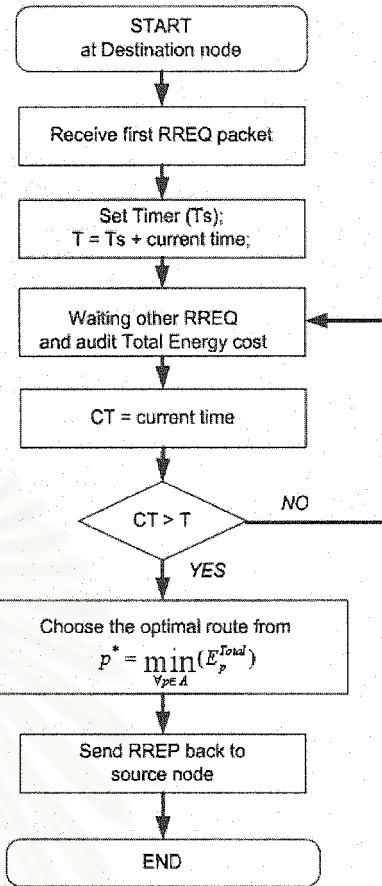 START
at Destination node
Receive first RREQ packet
Set Timer (Ts);
T = Ts + current time;
Waiting other RREQ
and audit Total Energy cost
CT = current time
CT > T
NO
YES
Choose the optimal route from
p* = min (E_p^Total)
∀p∈A
Send RREP back to
source node
END